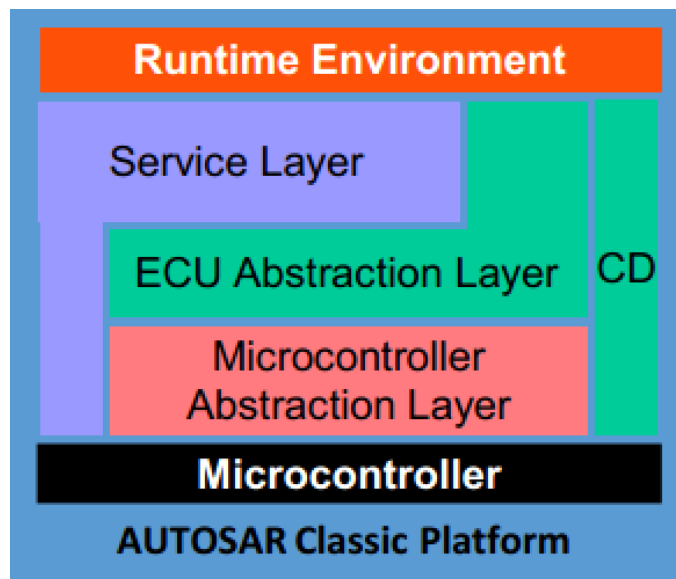 Runtime Environment
Service Layer
ECU Abstraction Layer
CD
Microcontroller
Abstraction Layer
Microcontroller
AUTOSAR Classic Platform